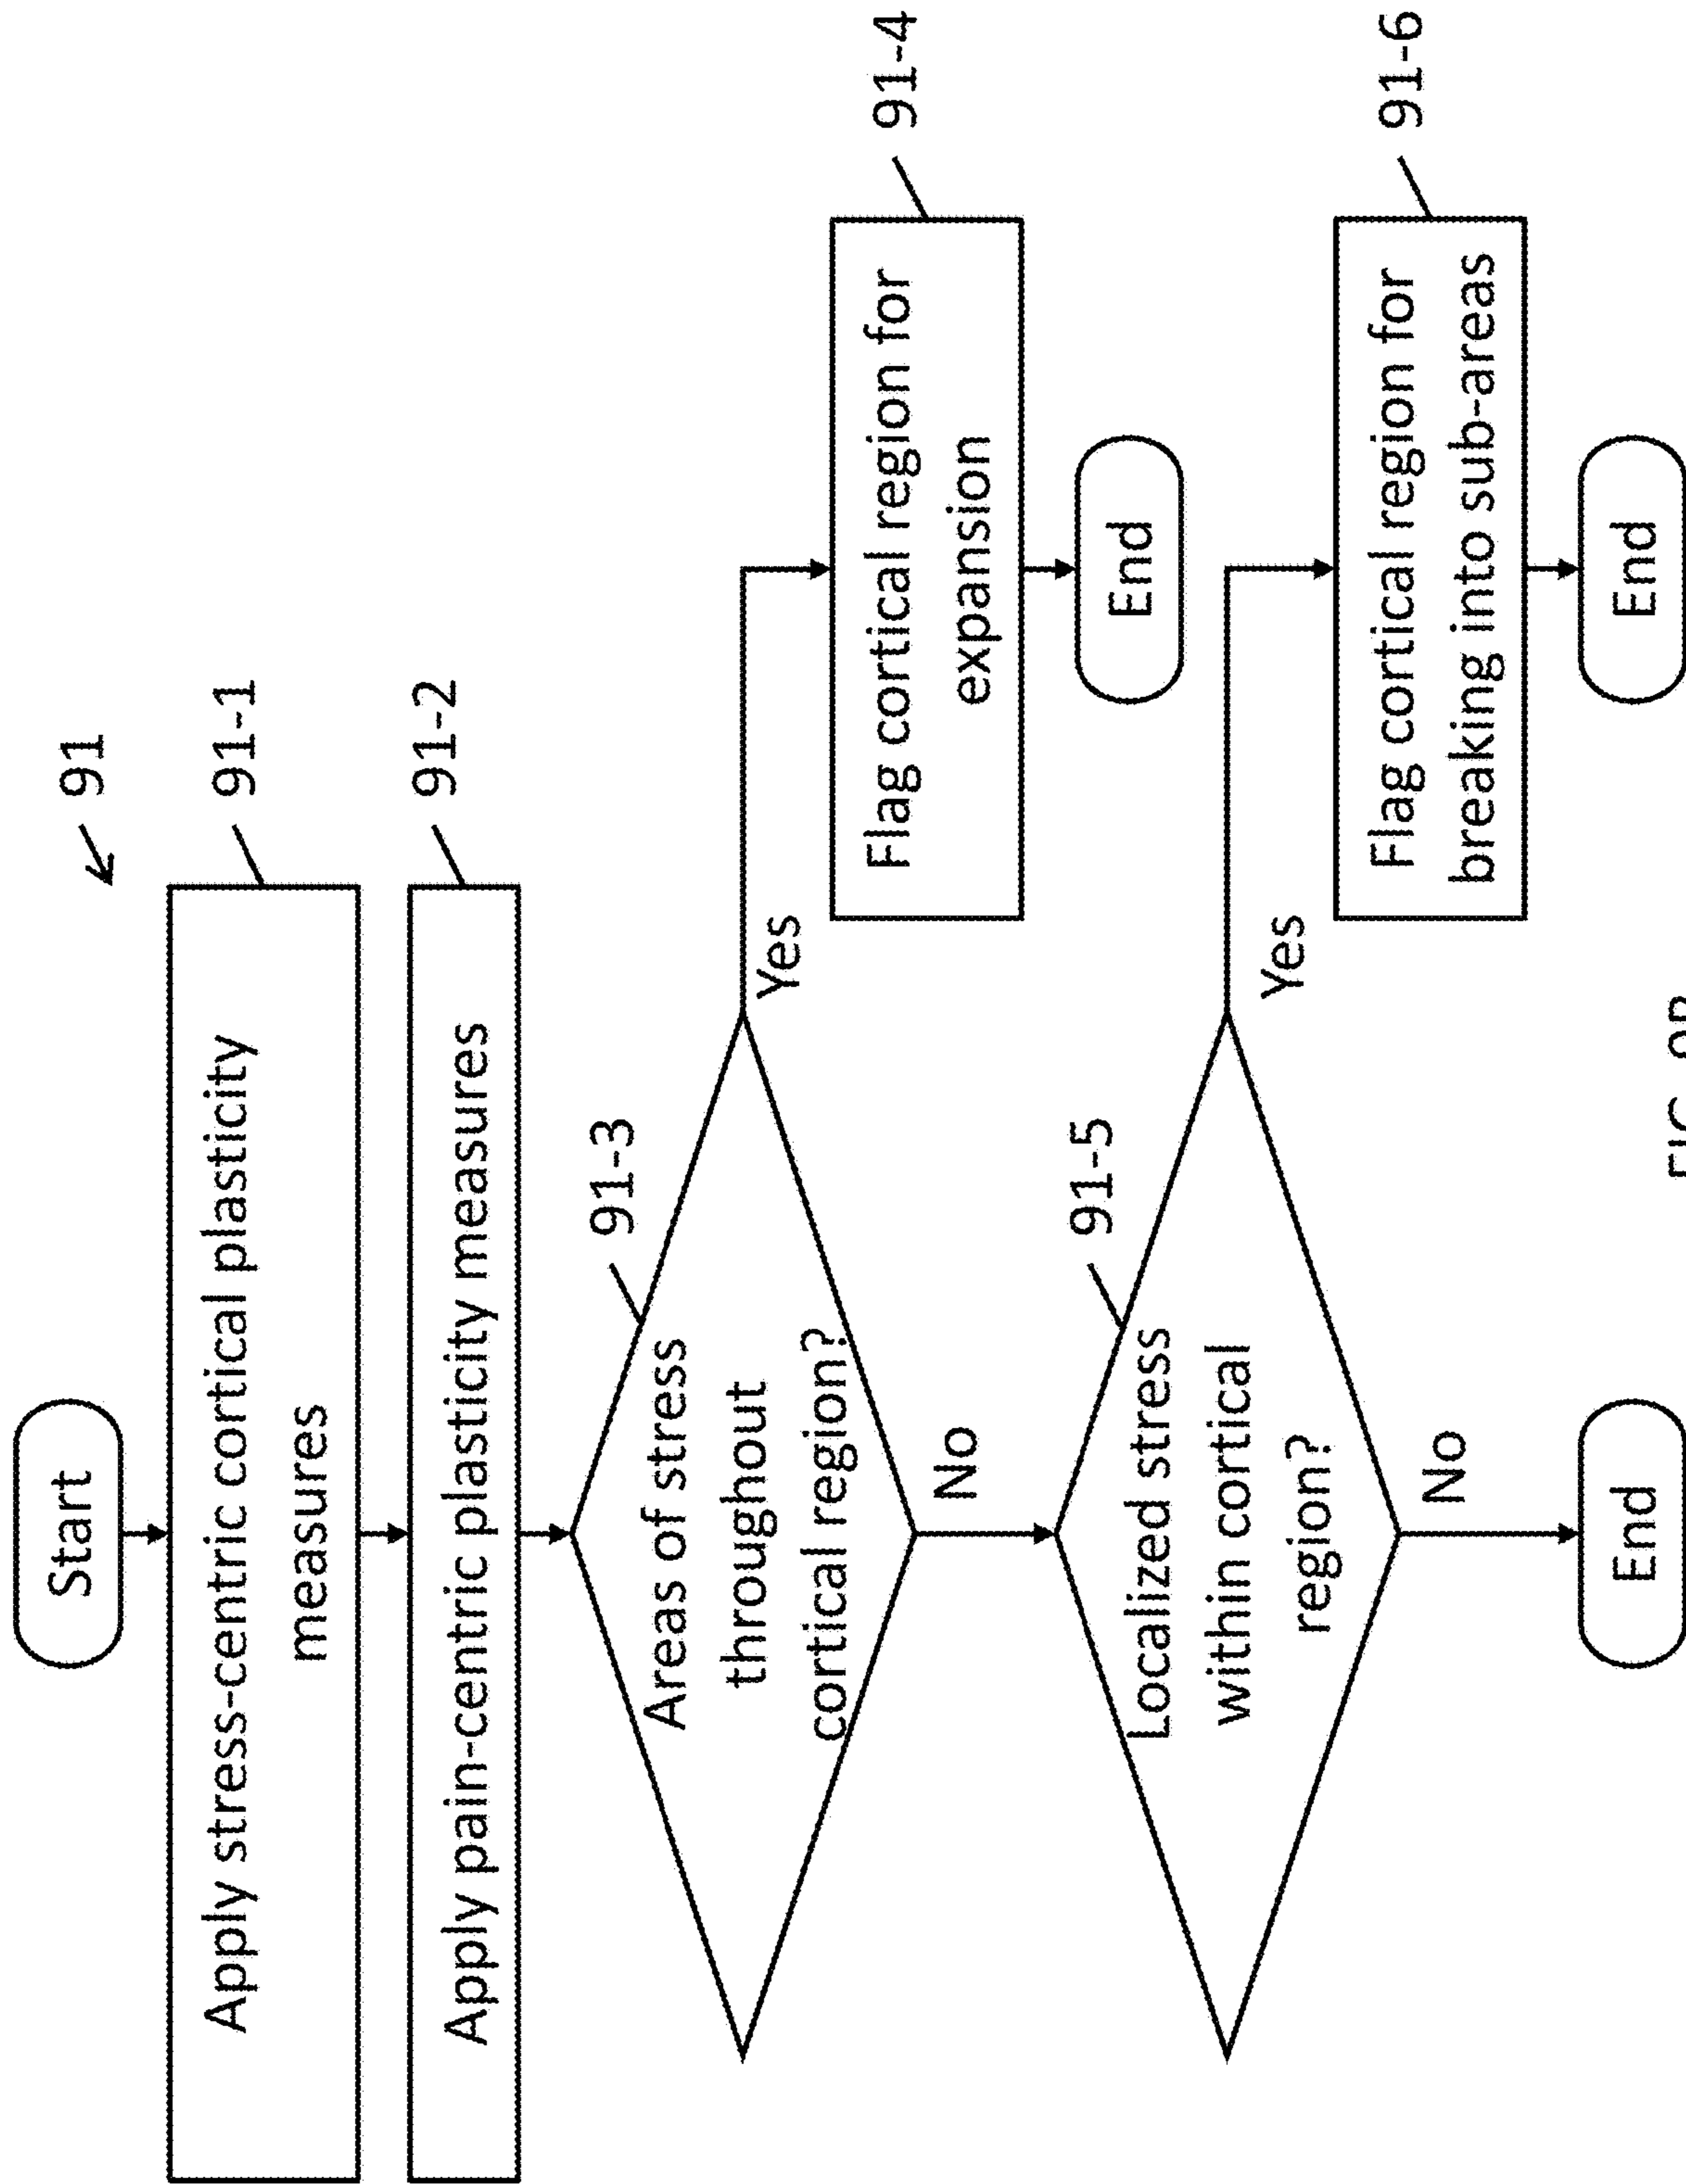 Start
91
Apply stress-centric cortical plasticity
measures
91-1
Apply pain-centric plasticity measures
91-2
Areas of stress
throughout
cortical region?
91-3
Yes
Flag cortical region for
expansion
91-4
End
No
Localized stress
within cortical
region?
91-5
Yes
Flag cortical region for
breaking into sub-areas
91-6
End
No
End
FIG.